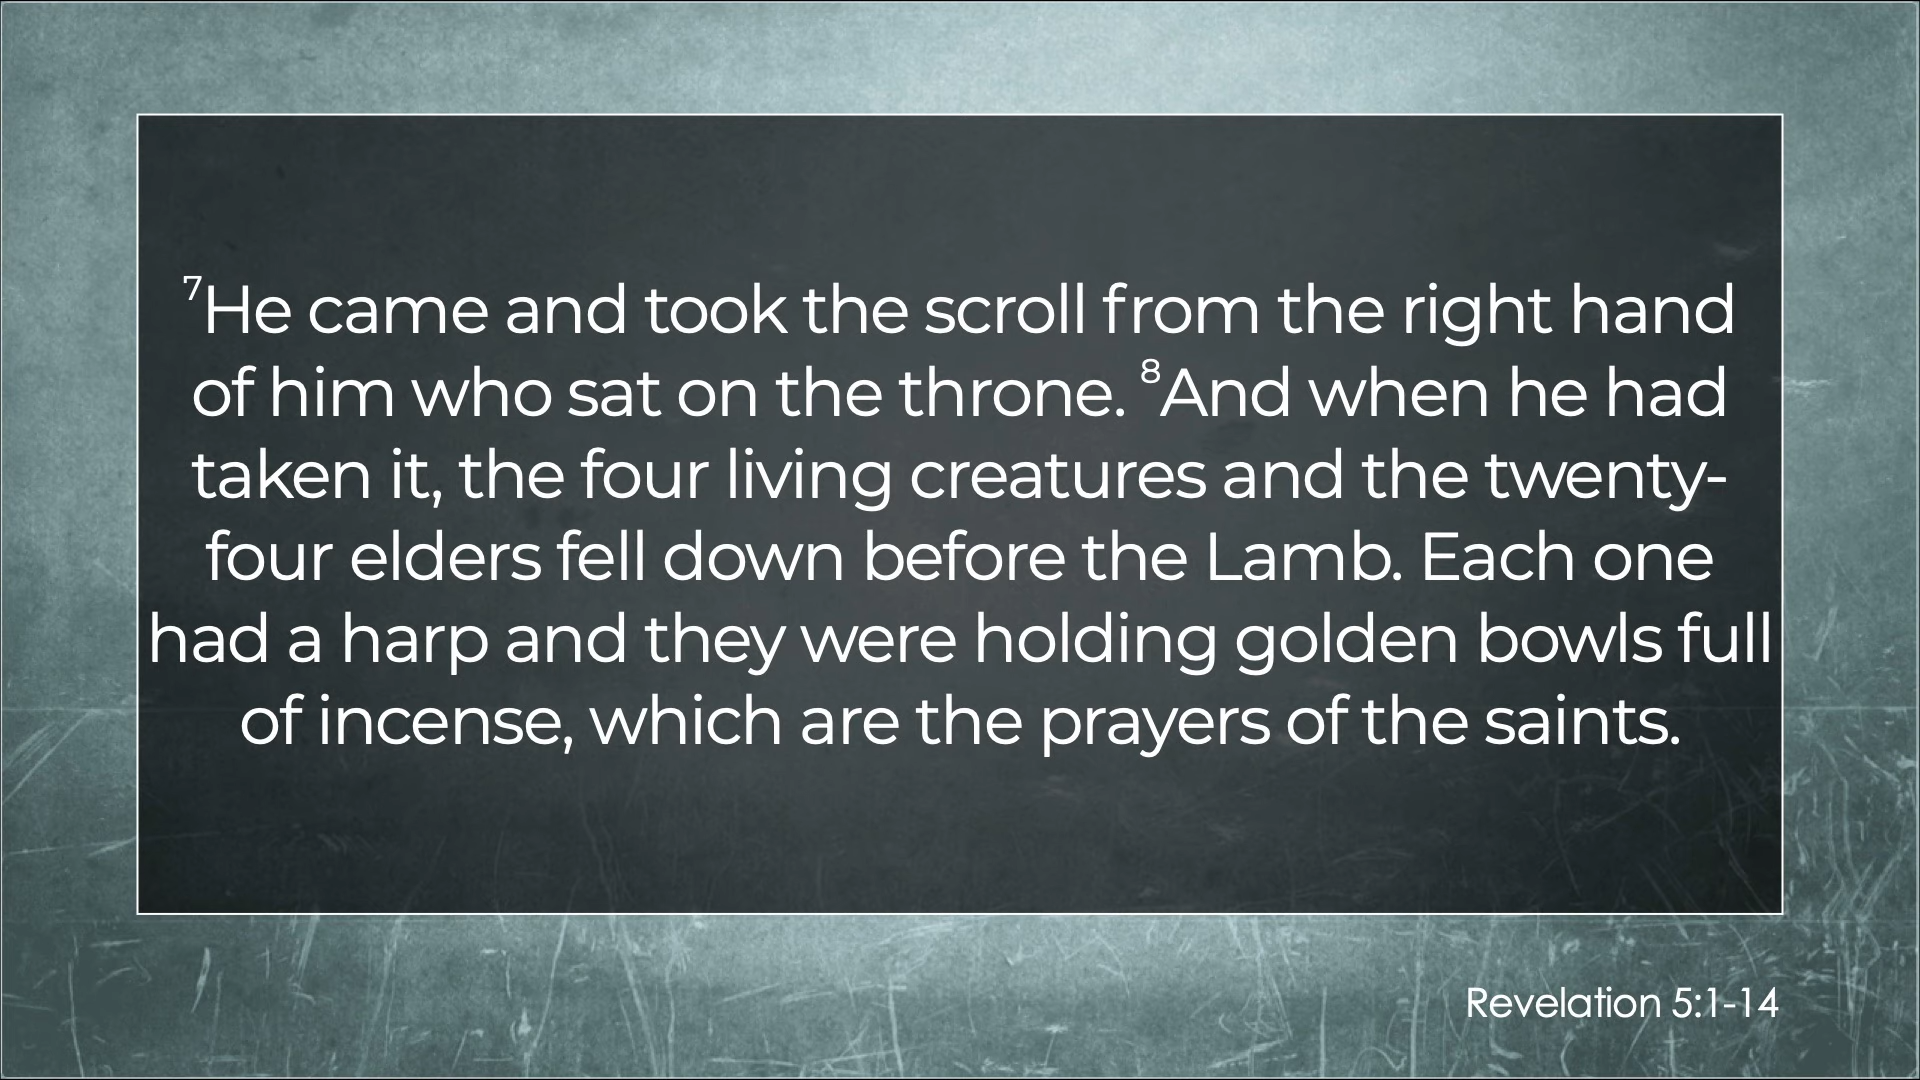 ⁷He came and took the scroll from the right hand
of him who sat on the throne. ⁸And when he had
taken it, the four living creatures and the twenty-
four elders fell down before the Lamb. Each one
had a harp and they were holding golden bowls full
of incense, which are the prayers of the saints.
Revelation 5:1-14